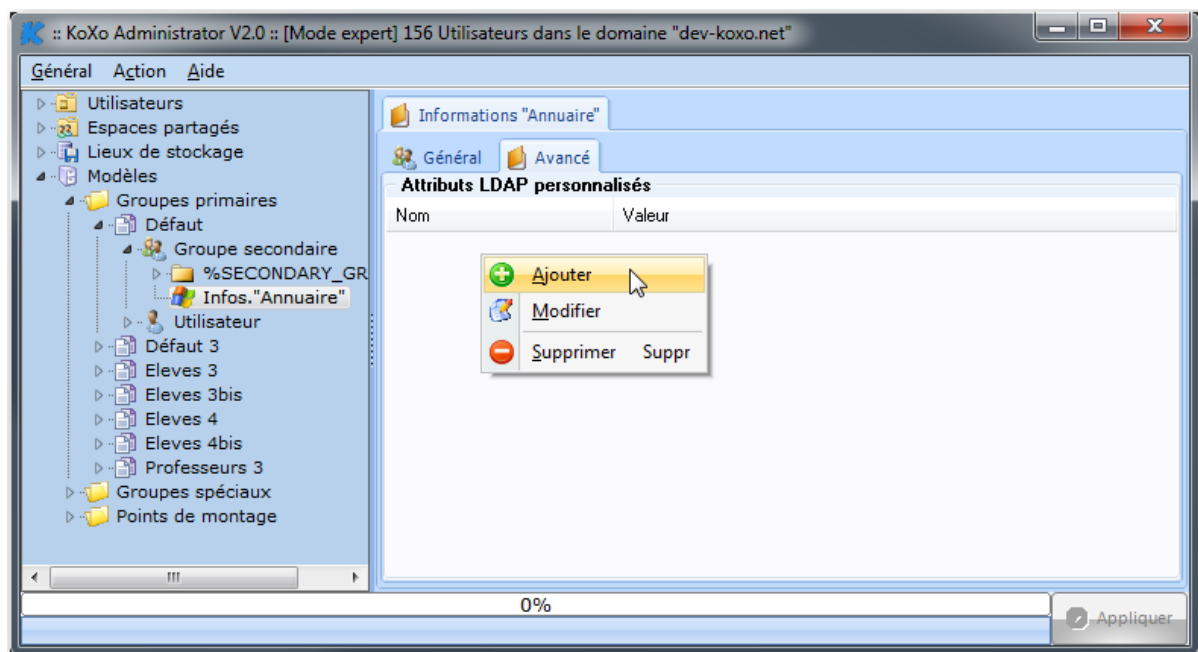 :: KoXo Administrator V2.0 :: [Mode expert] 156 Utilisateurs dans le domaine "dev-koxo.net"
Général Action Aide
Utilisateurs
Espaces partagés
Lieux de stockage
Modèles
Groupes primaires
Défaut
Groupe secondaire
%SECONDARY_GR
Infos."Annuaire"
Utilisateur
Défaut 3
Eleves 3
Eleves 3bis
Eleves 4
Eleves 4bis
Professeurs 3
Groupes spéciaux
Points de montage
Informations "Annuaire"
Général Avancé
Attributs LDAP personnalisés
Nom Valeur
Ajouter
Modifier
Supprimer Suppr
0%
Appliquer